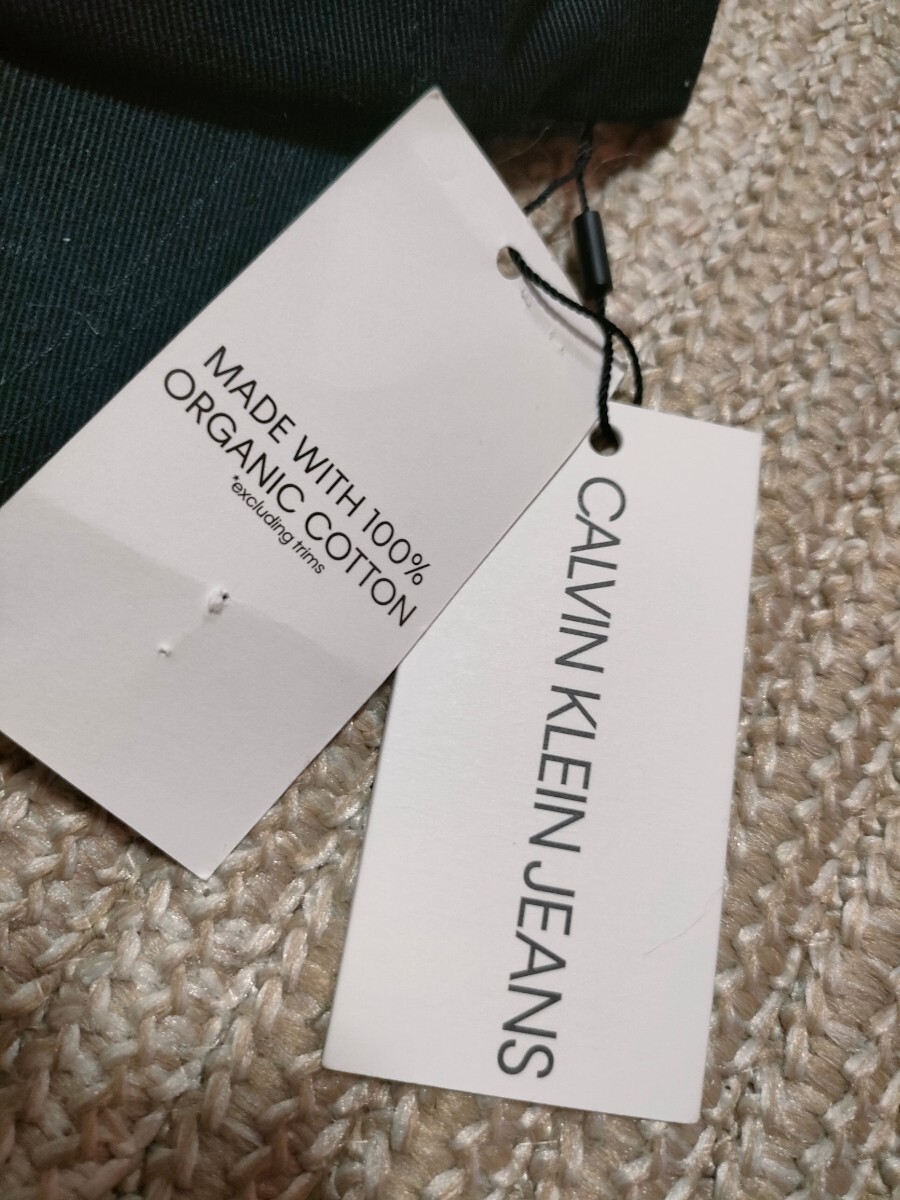 MADE WITH 100%
ORGANIC COTTON
*excluding trims
CALVIN KLEIN JEANS